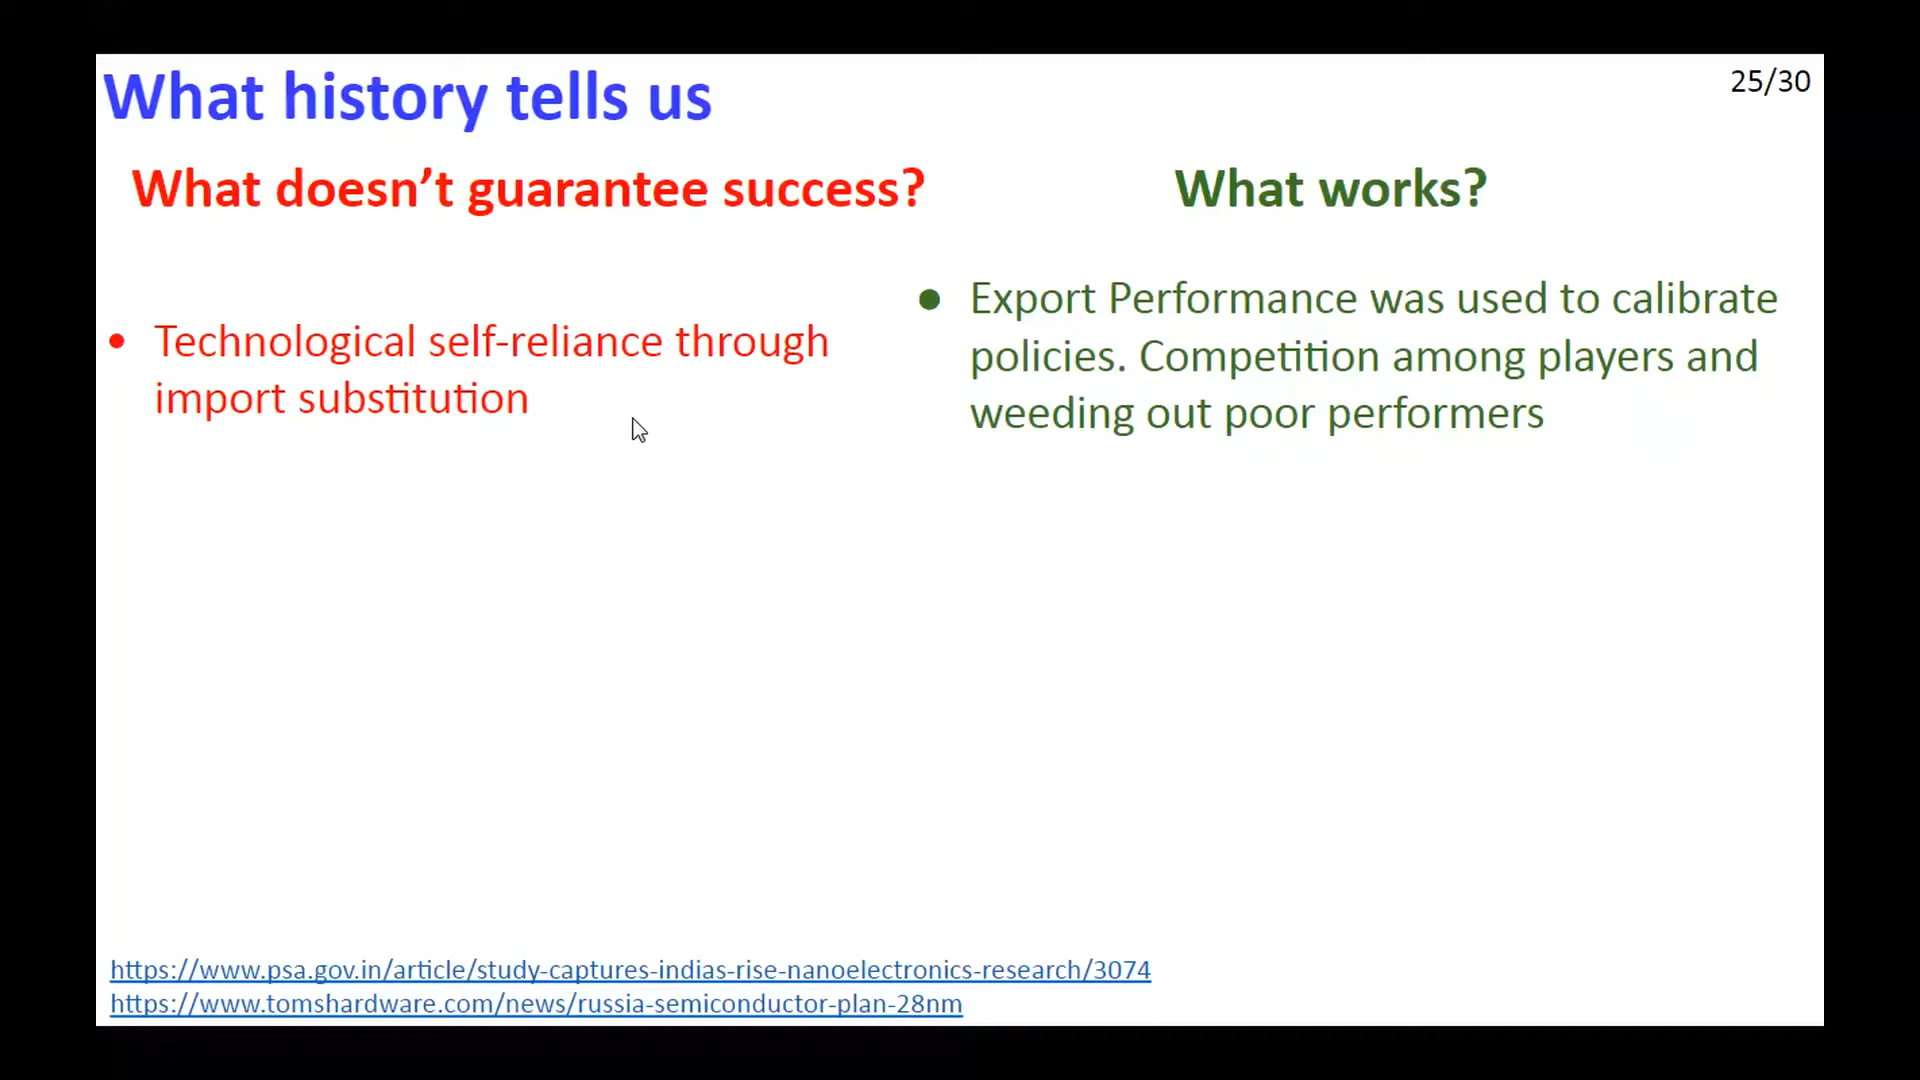 What history tells us
25/30
What doesn’t guarantee success?
• Technological self-reliance through
import substitution
What works?
● Export Performance was used to calibrate
policies. Competition among players and
weeding out poor performers
https://www.psa.gov.in/article/study-captures-indias-rise-nanoelectronics-research/3074
https://www.tomshardware.com/news/russia-semiconductor-plan-28nm